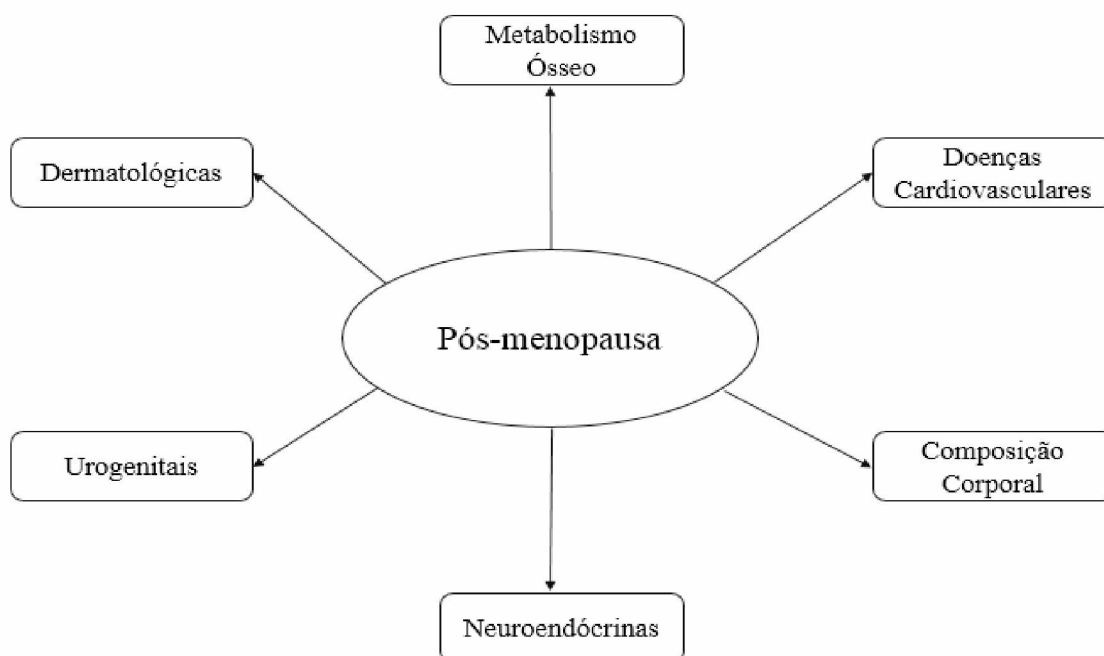 Metabolismo
Ósseo
Dermatológicas
Doenças
Cardiovasculares
Pós-menopausa
Urogenitais
Composição
Corporal
Neuroendócrinas